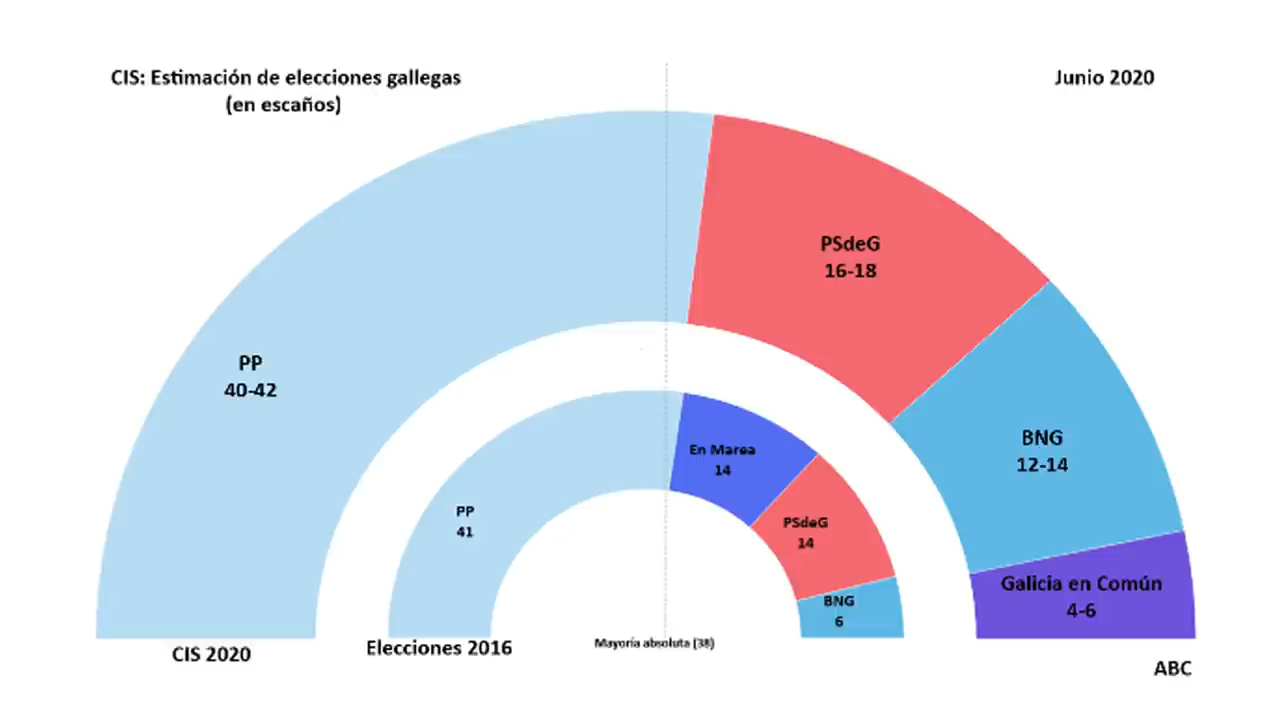 CIS: Estimación de elecciones gallegas
(en escaños)
Junio 2020
PSdeG
16-18
PP
40-42
BNG
12-14
En Marea
14
PP
41
PSdeG
14
Galicia en Común
4-6
BNG
6
Mayoría absoluta (38)
Elecciones 2016
CIS 2020
ABC